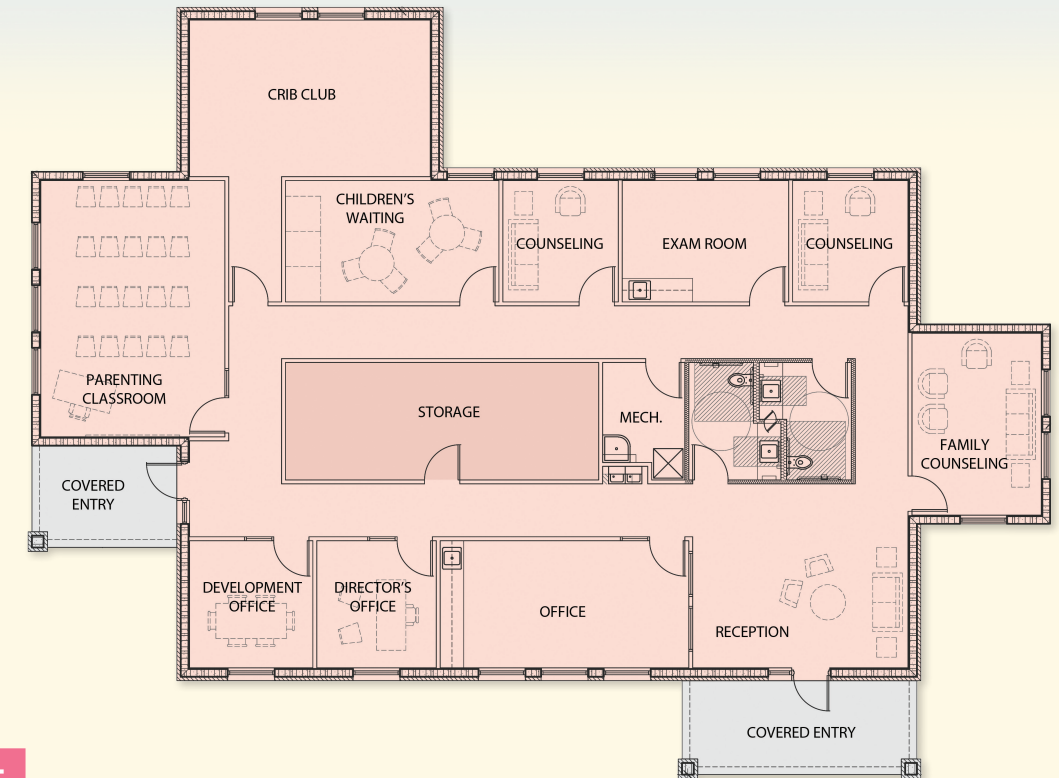 CRIB CLUB
CHILDREN'S
WAITING
COUNSELING
EXAM ROOM
COUNSELING
PARENTING
CLASSROOM
STORAGE
MECH.
FAMILY
COUNSELING
COVERED
ENTRY
DEVELOPMENT
OFFICE
DIRECTOR'S
OFFICE
OFFICE
RECEPTION
COVERED ENTRY